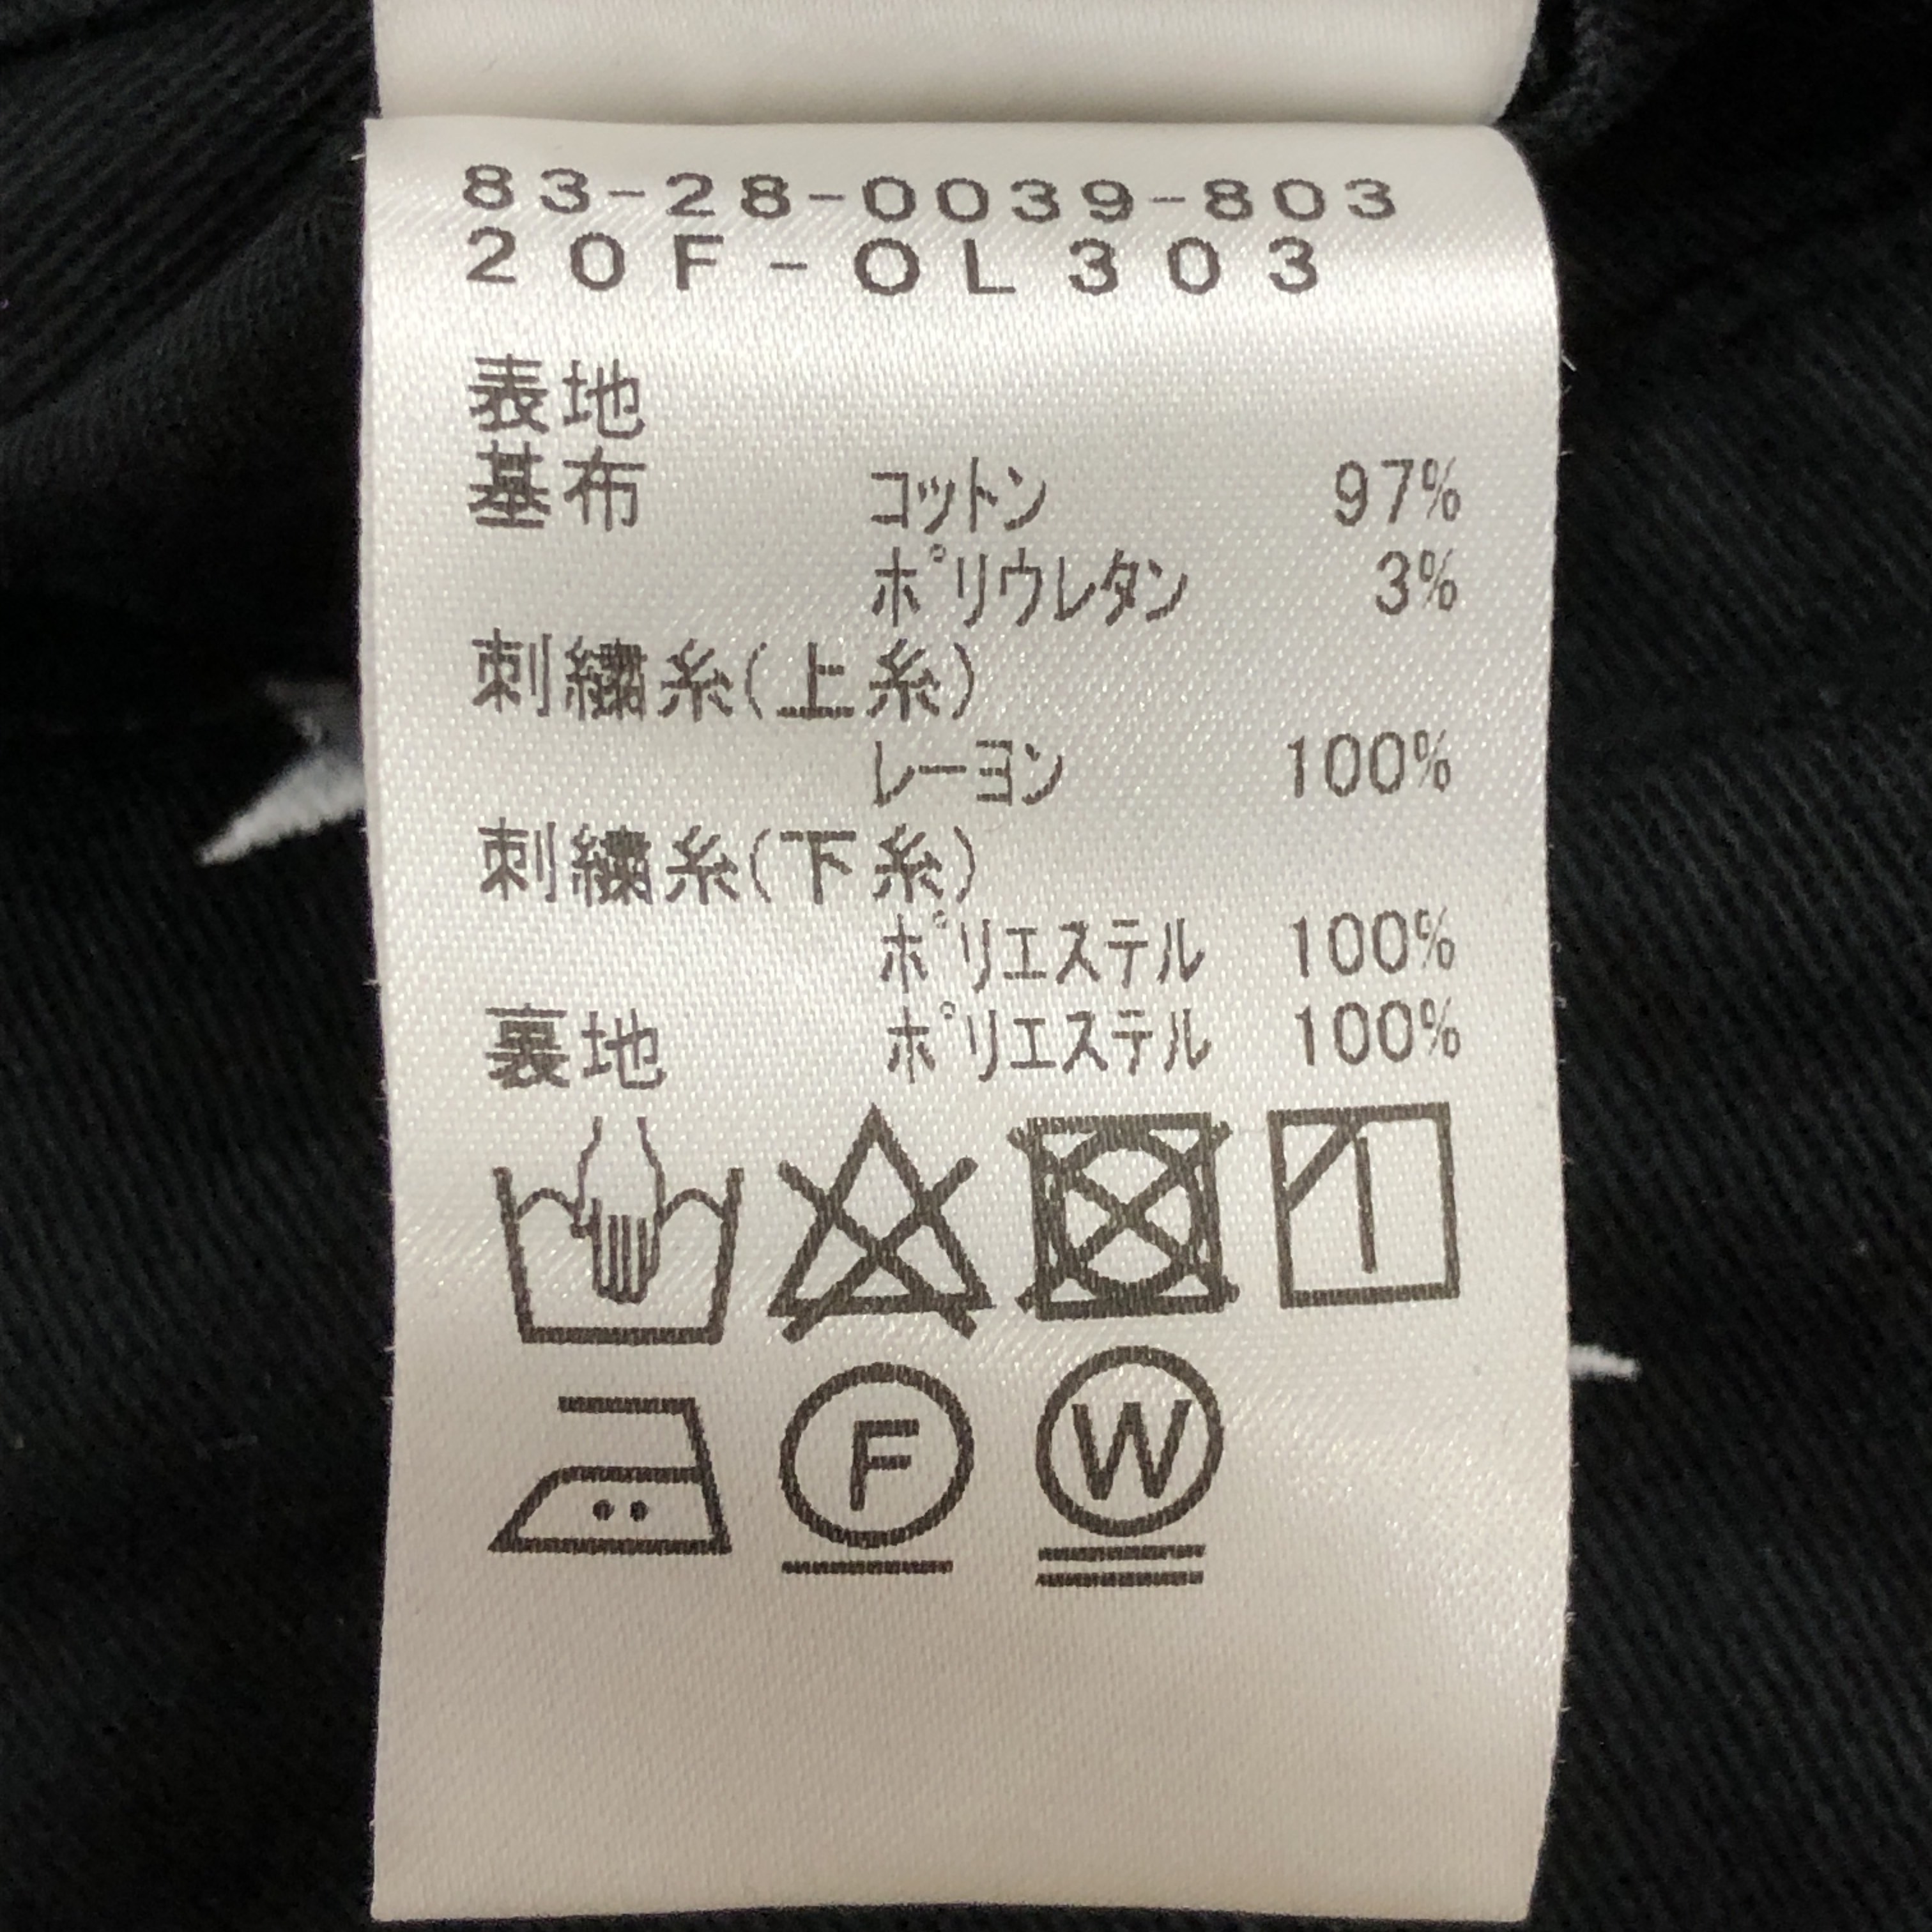 83-28-0039-803
20F-OL303
表地
基布 コットン 97%
ポリウレタン 3%
刺繍糸(上糸)
レーヨン 100%
刺繍糸(下糸)
ポリエステル 100%
裏地 ポリエステル 100%
F W